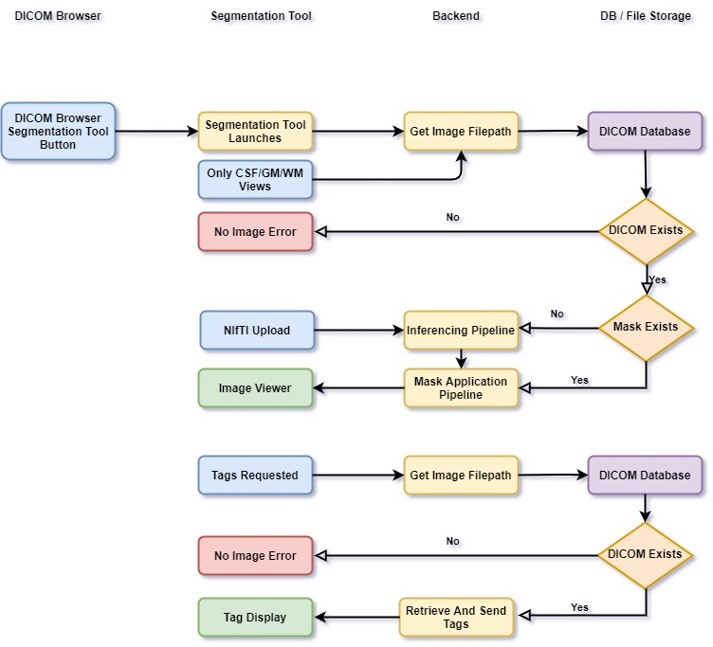 DICOM Browser
Segmentation Tool
Backend
DB / File Storage
DICOM Browser
Segmentation Tool
Button
Segmentation Tool
Launches
Get Image Filepath
DICOM Database
Only CSF/GM/WM
Views
No Image Error
No
DICOM Exists
Yes
NIfTI Upload
Inferencing Pipeline
No
Mask Exists
Image Viewer
Mask Application
Pipeline
Yes
Tags Requested
Get Image Filepath
DICOM Database
No Image Error
No
DICOM Exists
Tag Display
Retrieve And Send
Tags
Yes